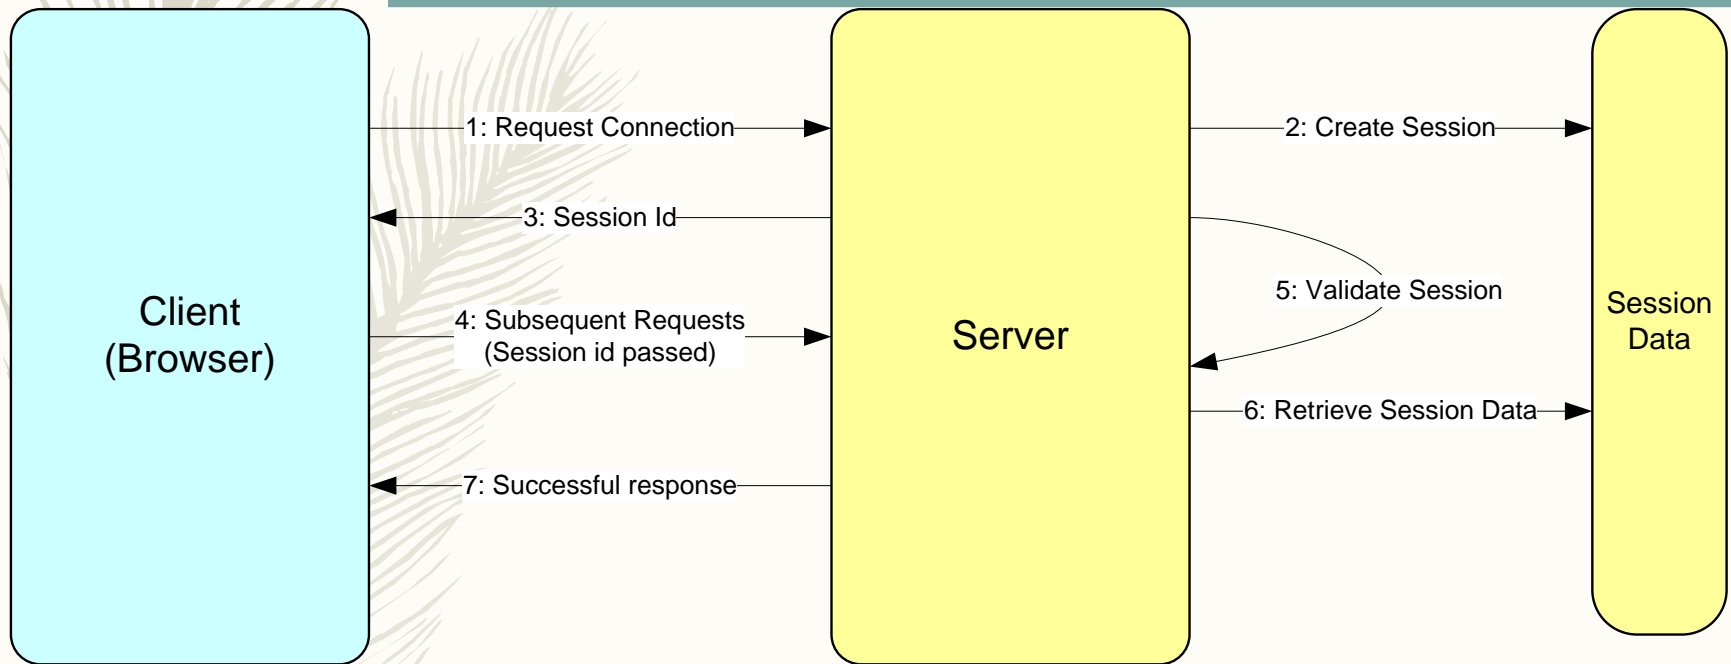 1: Request Connection
2: Create Session
3: Session Id
Client
(Browser)
4: Subsequent Requests
(Session id passed)
Server
5: Validate Session
Session
Data
6: Retrieve Session Data
7: Successful response